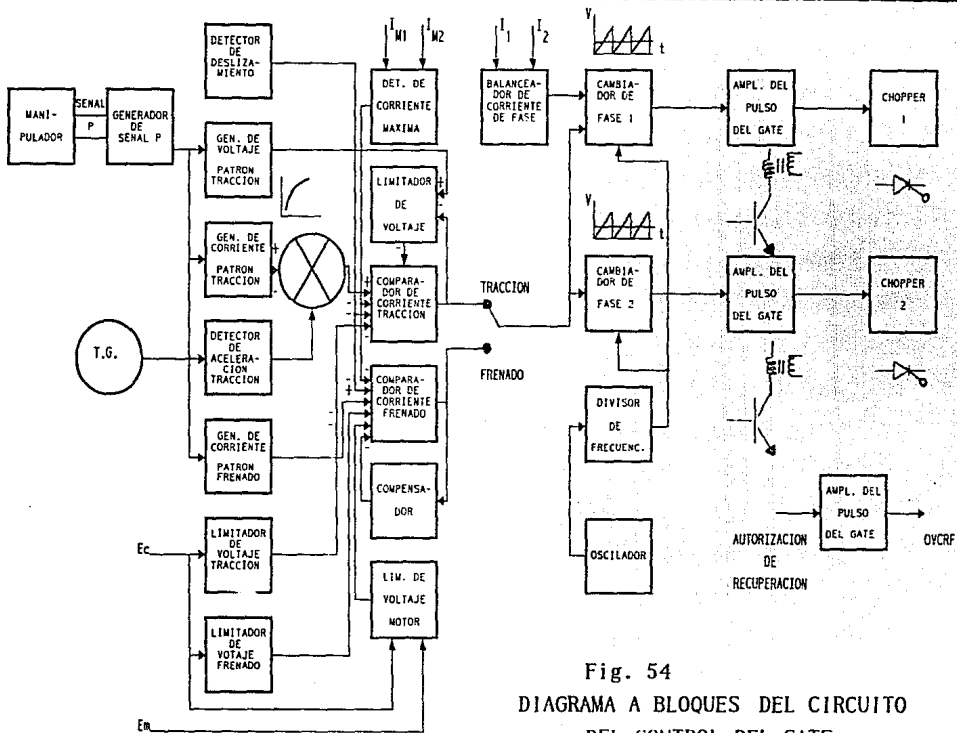 I M1
I M2
I 1
I 2
V
t
DETECTOR
DE
DESLIZA-
MIENTO
DET. DE
CORRIENTE
MAXIMA
BALANCEA-
DOR DE
CORRIENTE
DE FASE
CAMBIA-
DOR DE
FASE 1
AMPL. DEL
PULSO
DEL GATE
CHOPPER
1
MANI-
PULADOR
SENAL
P
GENERADOR
DE
SENAL P
GEN. DE
VOLTAJE
PATRON
TRACCION
LIMITADOR
DE
VOLTAJE
+
-
-
V
t
GEN. DE
CORRIENTE
PATRON
TRACCION
+
-
COMPARA-
DOR DE
CORRIENTE
TRACCION
+
-
-
-
TRACCION
CAMBIA-
DOR DE
FASE 2
AMPL. DEL
PULSO
DEL GATE
CHOPPER
2
T.G.
DETECTOR
DE
ACELERA-
CION
TRACCION
FRENADO
COMPARA-
DOR DE
CORRIENTE
FRENADO
-
+
-
-
DIVISOR
DE
FRECUENC.
GEN. DE
CORRIENTE
PATRON
FRENADO
COMPENSA-
DOR
AMPL. DEL
PULSO
DEL GATE
AUTORIZACION
DE
RECUPERACION
OVCRF
Ec
LIMITADOR
DE
VOLTAJE
TRACCION
OSCILADOR
LIM. DE
VOLTAJE
MOTOR
LIMITADOR
DE
VOTAJE
FRENADO
Em
Fig. 54
DIAGRAMA A BLOQUES DEL CIRCUITO
DEL CONTROL DEL GATE